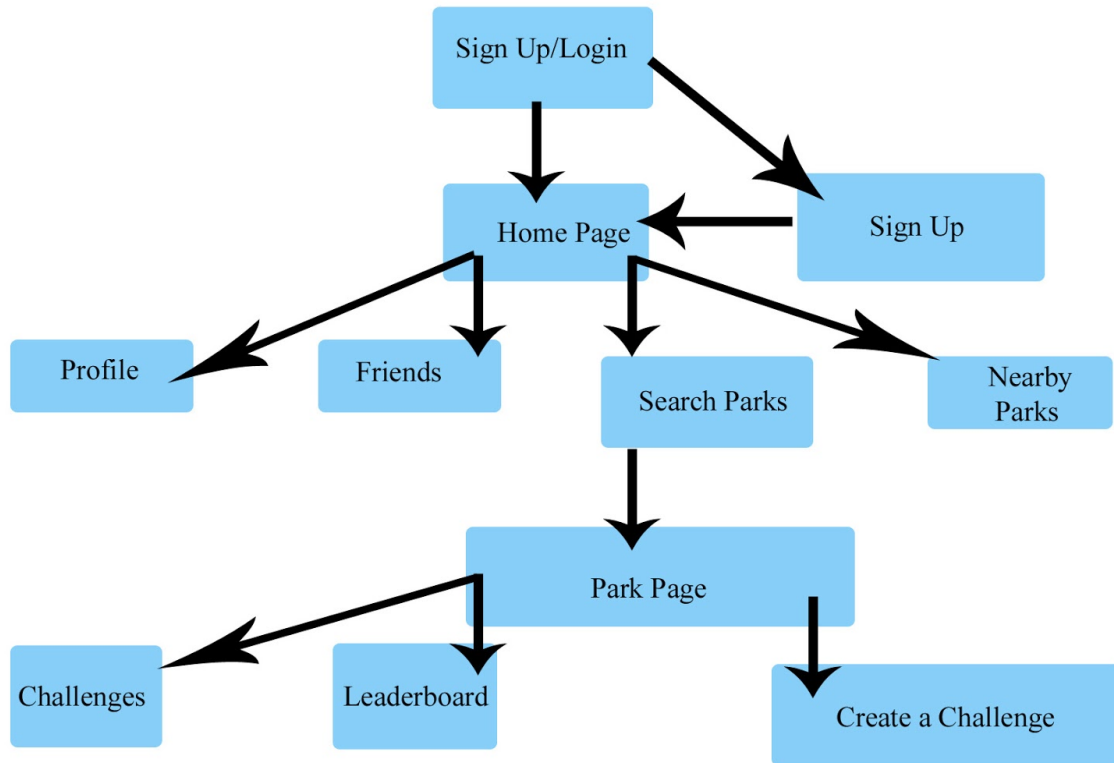 Sign Up/Login
Home Page
Sign Up
Profile
Friends
Search Parks
Nearby
Parks
Park Page
Challenges
Leaderboard
Create a Challenge